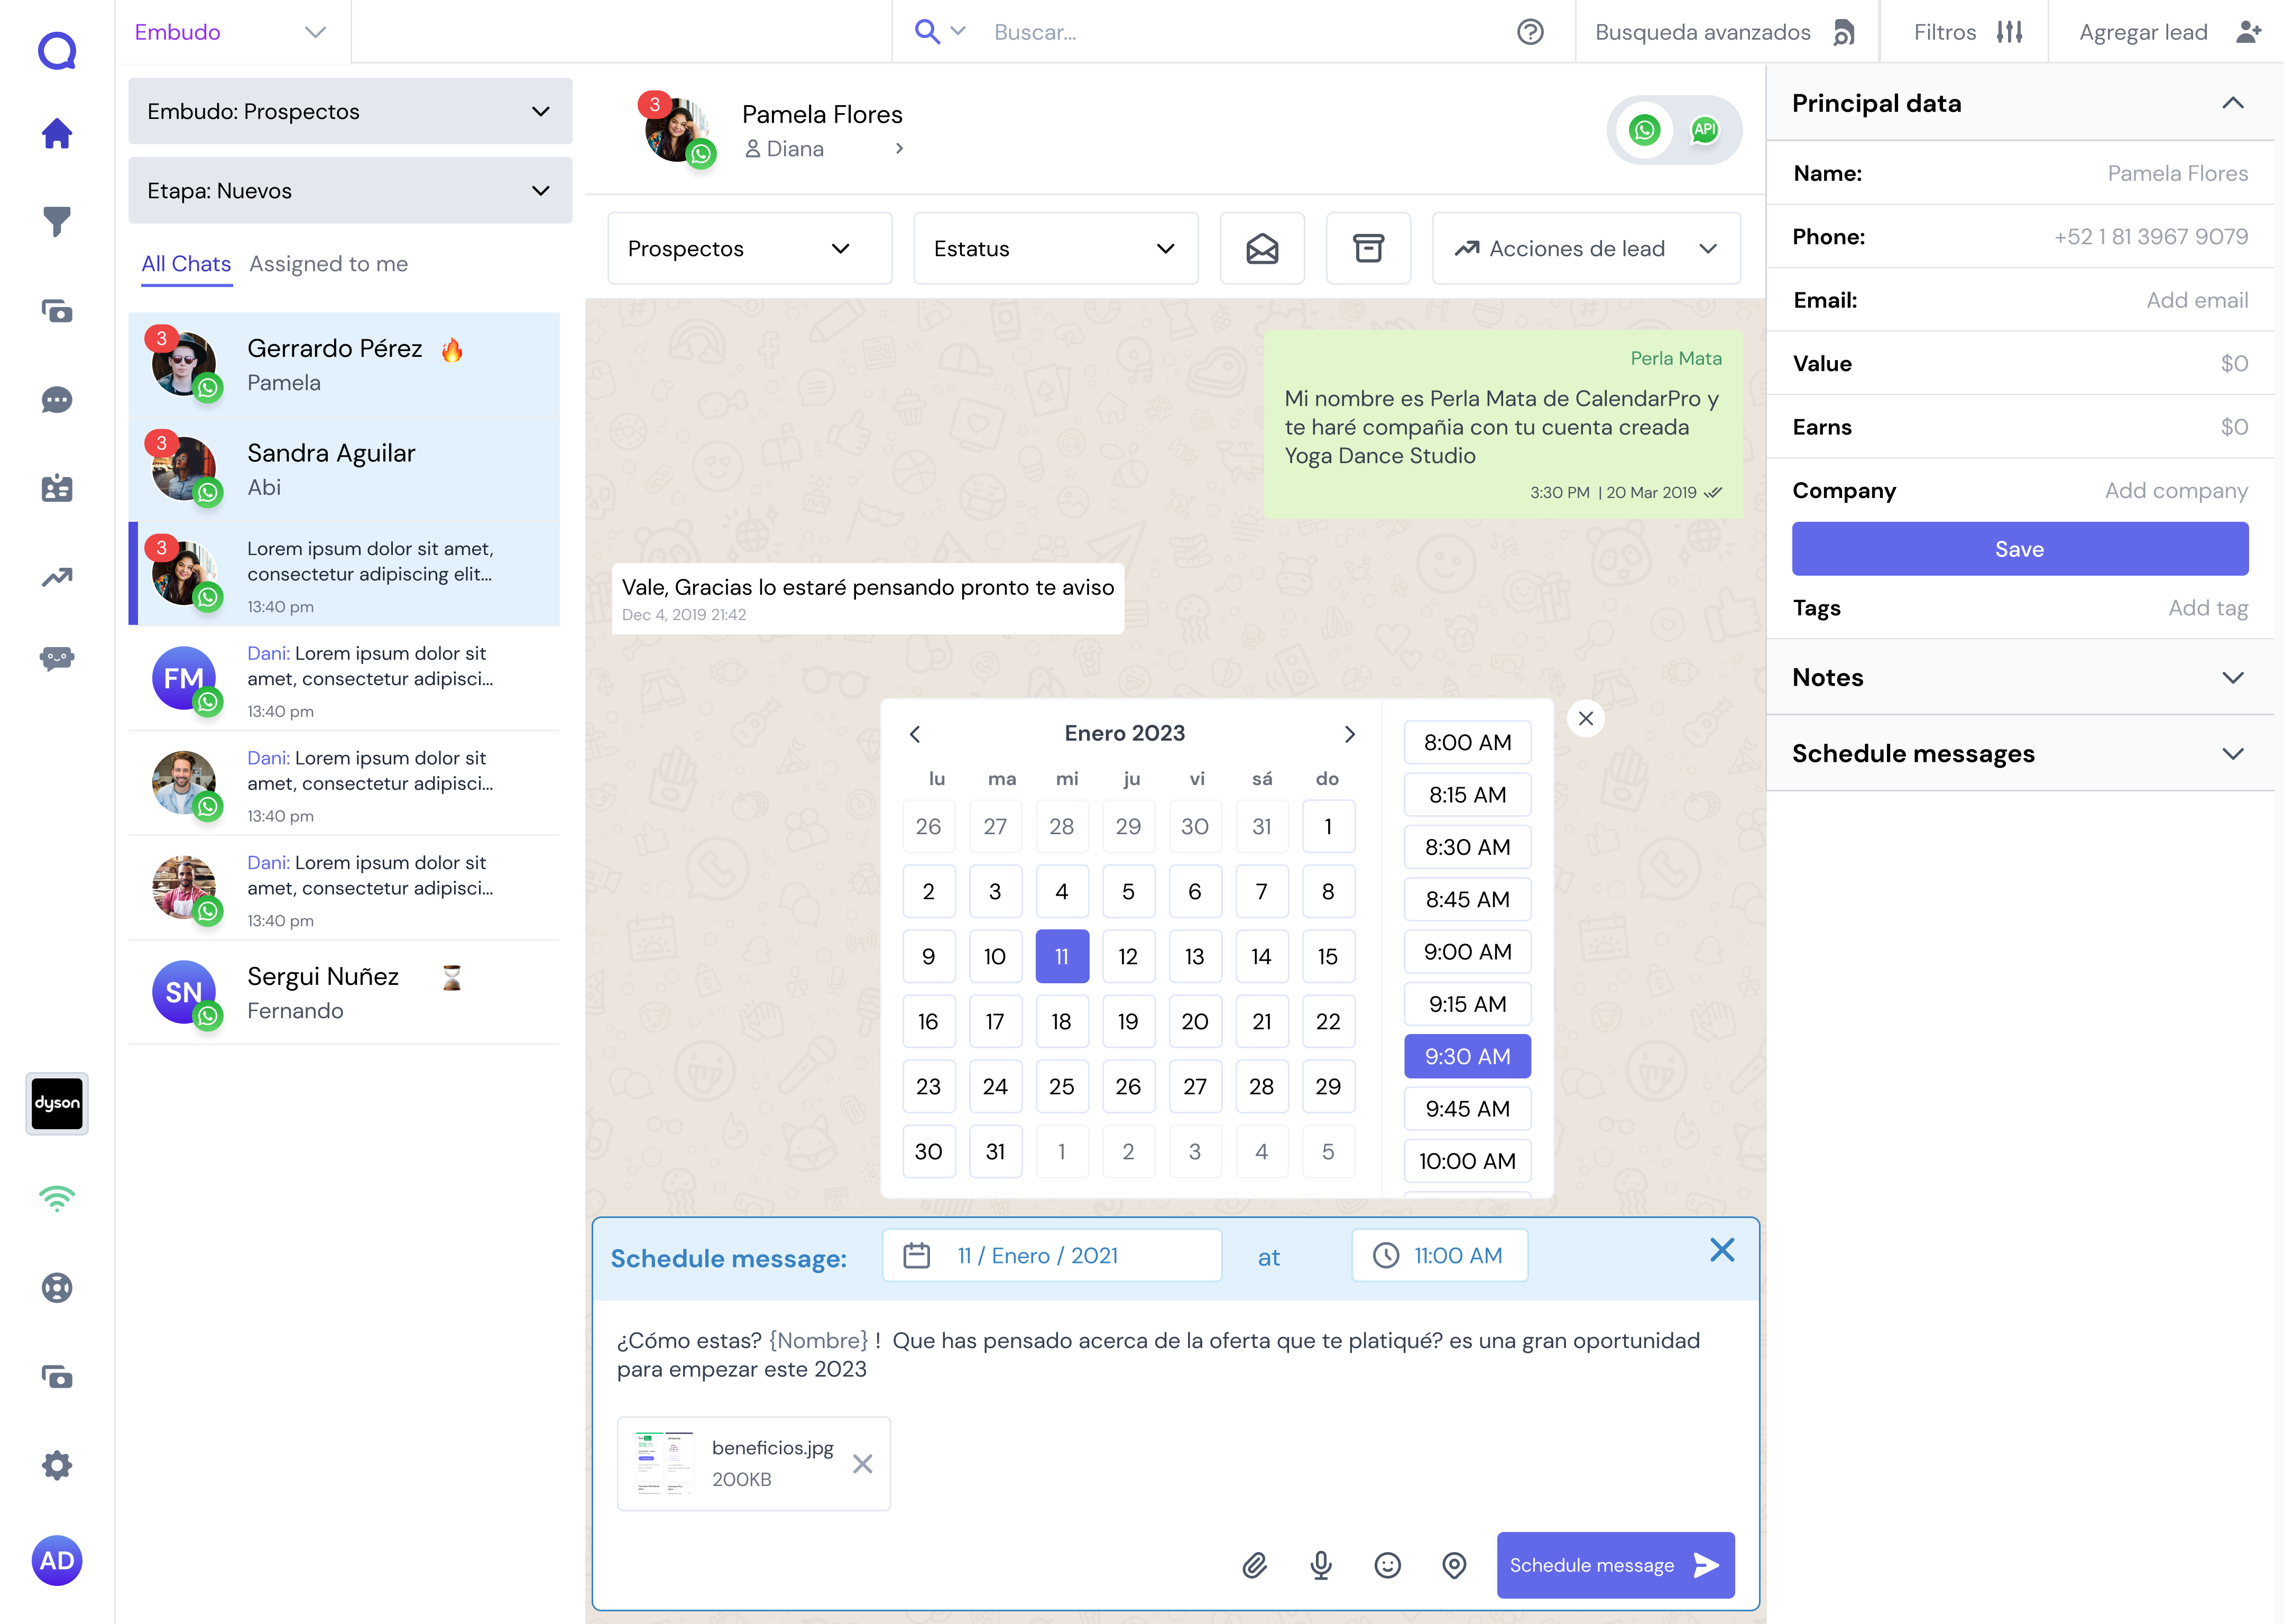 Embudo
Buscar...
Busqueda avanzados
Filtros
Agregar lead
Embudo: Prospectos
Etapa: Nuevos
All Chats
Assigned to me
3
Gerrardo Pérez
Pamela
3
Sandra Aguilar
Abi
3
Lorem ipsum dolor sit amet,
consectetur adipiscing elit...
13:40 pm
FM
Dani: Lorem ipsum dolor sit
amet, consectetur adipisci...
13:40 pm
Dani: Lorem ipsum dolor sit
amet, consectetur adipisci...
13:40 pm
Dani: Lorem ipsum dolor sit
amet, consectetur adipisci...
13:40 pm
SN
Sergui Nuñez
Fernando
dyson
AD
3
Pamela Flores
Diana
API
Prospectos
Estatus
Acciones de lead
Perla Mata
Mi nombre es Perla Mata de CalendarPro y
te haré compañia con tu cuenta creada
Yoga Dance Studio
3:30 PM | 20 Mar 2019
Vale, Gracias lo estaré pensando pronto te aviso
Dec 4, 2019 21:42
Enero 2023
lu ma mi ju vi sá do
26 27 28 29 30 31 1
2 3 4 5 6 7 8
9 10 11 12 13 14 15
16 17 18 19 20 21 22
23 24 25 26 27 28 29
30 31 1 2 3 4 5
8:00 AM
8:15 AM
8:30 AM
8:45 AM
9:00 AM
9:15 AM
9:30 AM
9:45 AM
10:00 AM
Schedule message:
11 / Enero / 2021
at
11:00 AM
¿Cómo estas? {Nombre} ! Que has pensado acerca de la oferta que te platiqué? es una gran oportunidad
para empezar este 2023
beneficios.jpg
200KB
Schedule message
Principal data
Name: Pamela Flores
Phone: +52 1 81 3967 9079
Email: Add email
Value $0
Earns $0
Company Add company
Save
Tags Add tag
Notes
Schedule messages